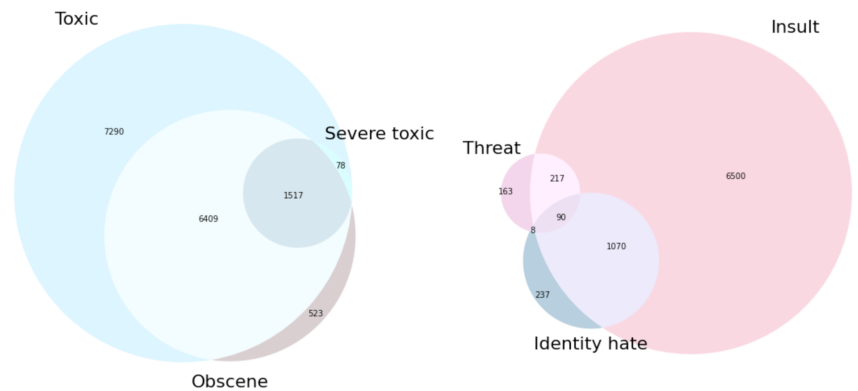 Toxic
7290
Severe toxic
78
1517
6409
523
Obscene
Insult
Threat
217
6500
163
90
8
1070
237
Identity hate